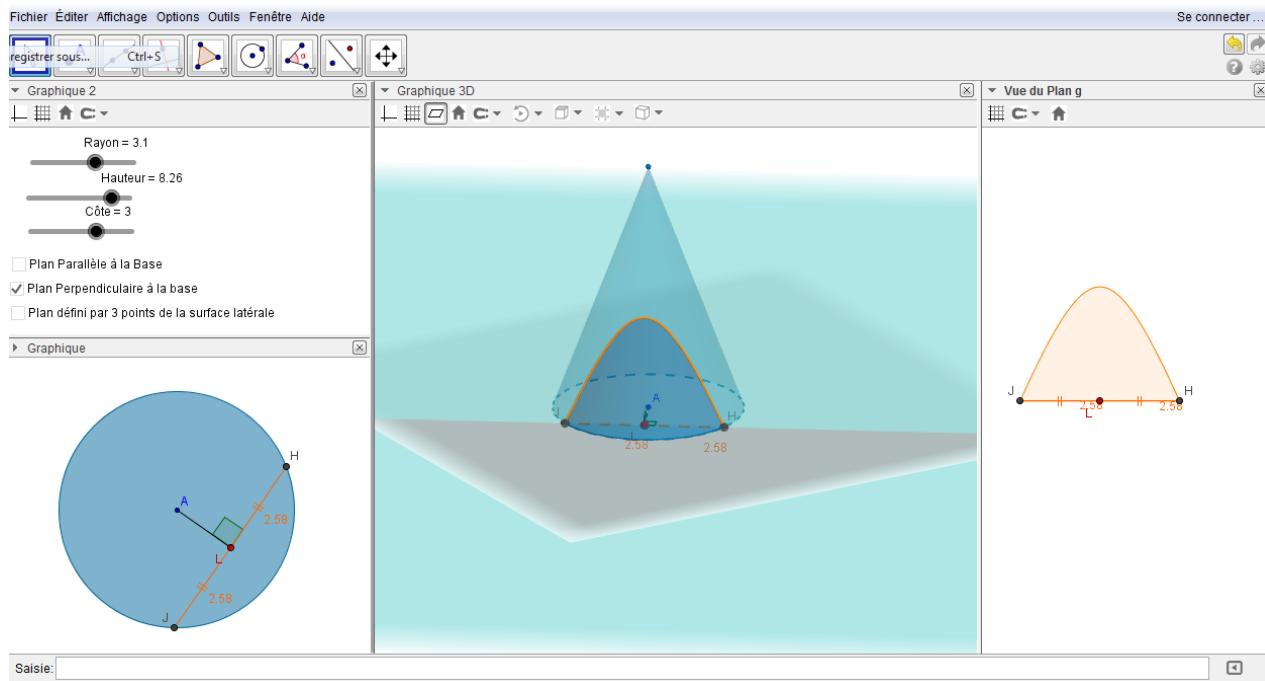 Fichier Éditer Affichage Options Outils Fenêtre Aide
Se connecter ...
registrer sous... Ctrl+S
Graphique 2
Rayon = 3.1
Hauteur = 8.26
Côte = 3
Plan Parallèle à la Base
Plan Perpendiculaire à la base
Plan défini par 3 points de la surface latérale
Graphique
H
A
2.58
L
2.58
J
Graphique 3D
A
J
H
L
2.58
2.58
Vue du Plan g
J
H
2.58
2.58
L
Saisie: